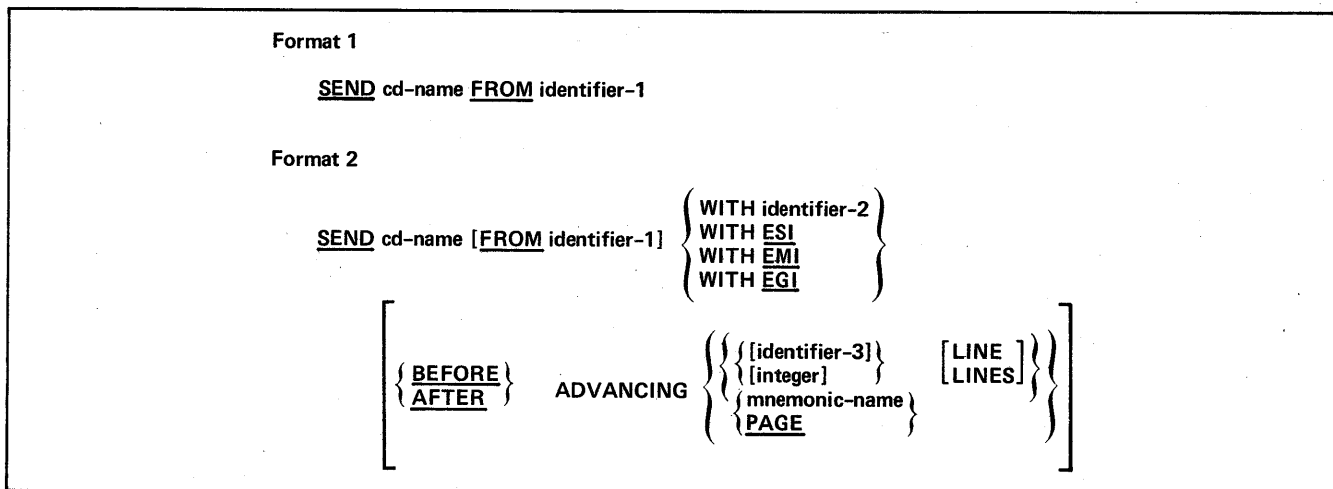 Format 1
SEND cd-name FROM identifier-1
Format 2
SEND cd-name [FROM identifier-1] { WITH identifier-2
WITH ESI
WITH EMI
WITH EGI }
[ { BEFORE
AFTER } ADVANCING { { { [identifier-3]
[integer] } [ LINE
LINES ] }
{ mnemonic-name
PAGE } } ]